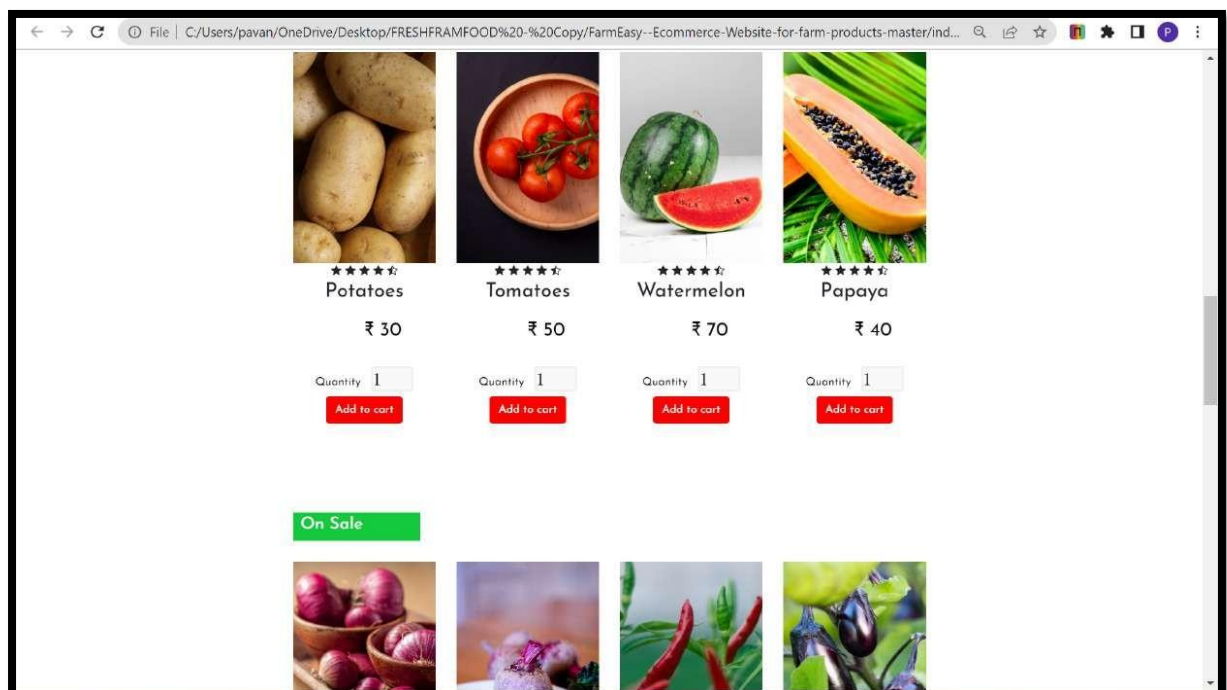 File | C:/Users/pavan/OneDrive/Desktop/FRESHFRAMFOOD%20-%20Copy/FarmEasy--Ecommerce-Website-for-farm-products-master/ind... P
Potatoes Tomatoes Watermelon Papaya
₹ 30 ₹ 50 ₹ 70 ₹ 40
Quantity 1 Quantity 1 Quantity 1 Quantity 1
Add to cart Add to cart Add to cart Add to cart
On Sale